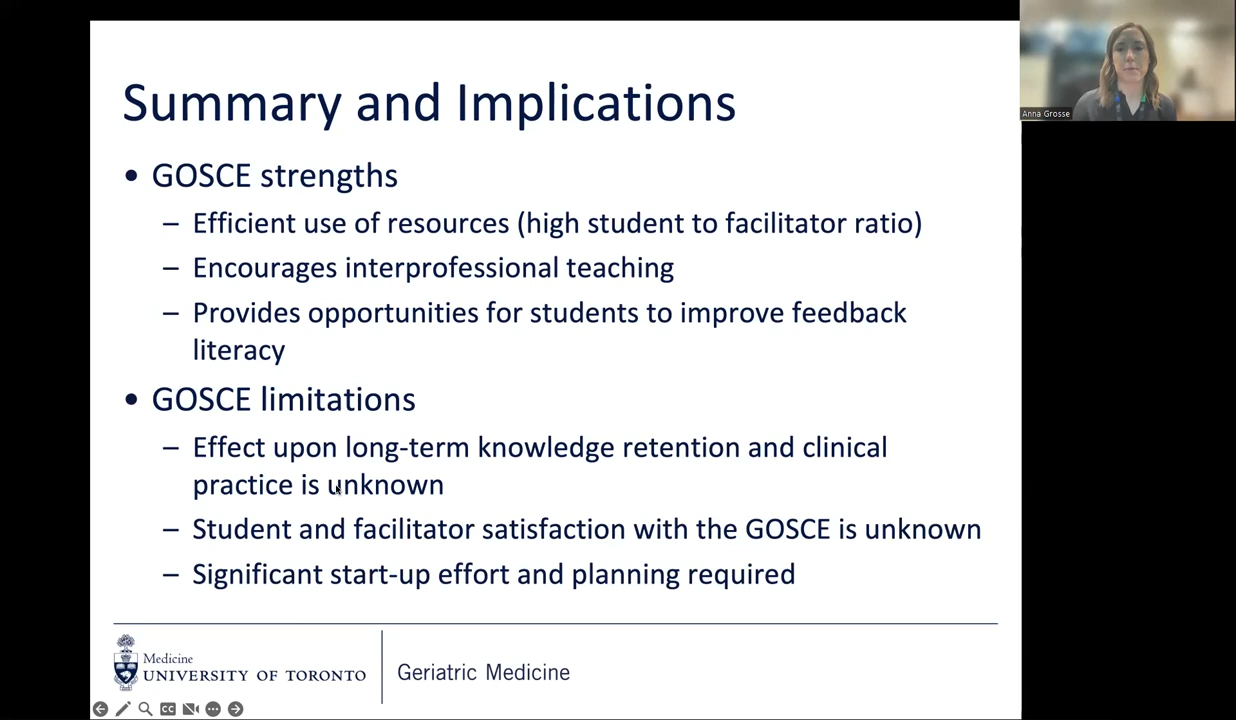 Summary and Implications
Anna Grosse
• GOSCE strengths
– Efficient use of resources (high student to facilitator ratio)
– Encourages interprofessional teaching
– Provides opportunities for students to improve feedback
literacy
• GOSCE limitations
– Effect upon long-term knowledge retention and clinical
practice is unknown
– Student and facilitator satisfaction with the GOSCE is unknown
– Significant start-up effort and planning required
Medicine
UNIVERSITY OF TORONTO
Geriatric Medicine
CC